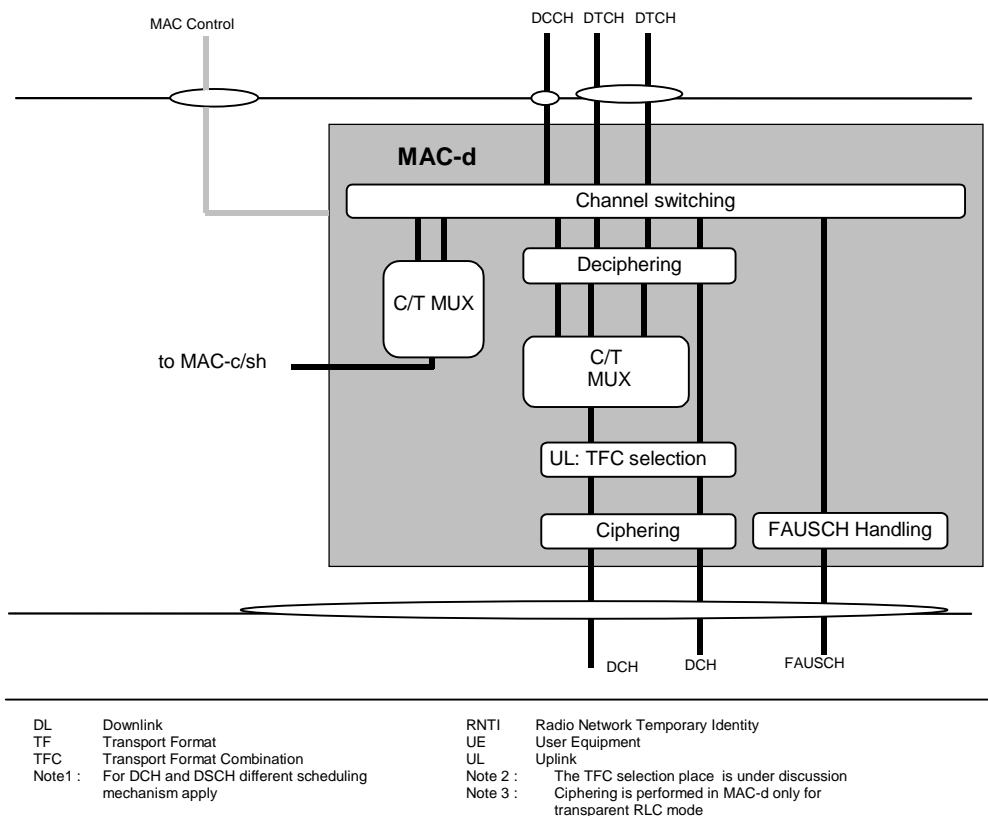 MAC Control
DCCH DTCH DTCH
MAC-d
Channel switching
Deciphering
C/T MUX
C/T
MUX
to MAC-c/sh
UL: TFC selection
Ciphering
FAUSCH Handling
DCH
DCH
FAUSCH
DL Downlink
TF Transport Format
TFC Transport Format Combination
Note1 : For DCH and DSCH different scheduling
mechanism apply
RNTI Radio Network Temporary Identity
UE User Equipment
UL Uplink
Note 2 : The TFC selection place is under discussion
Note 3 : Ciphering is performed in MAC-d only for
transparent RLC mode